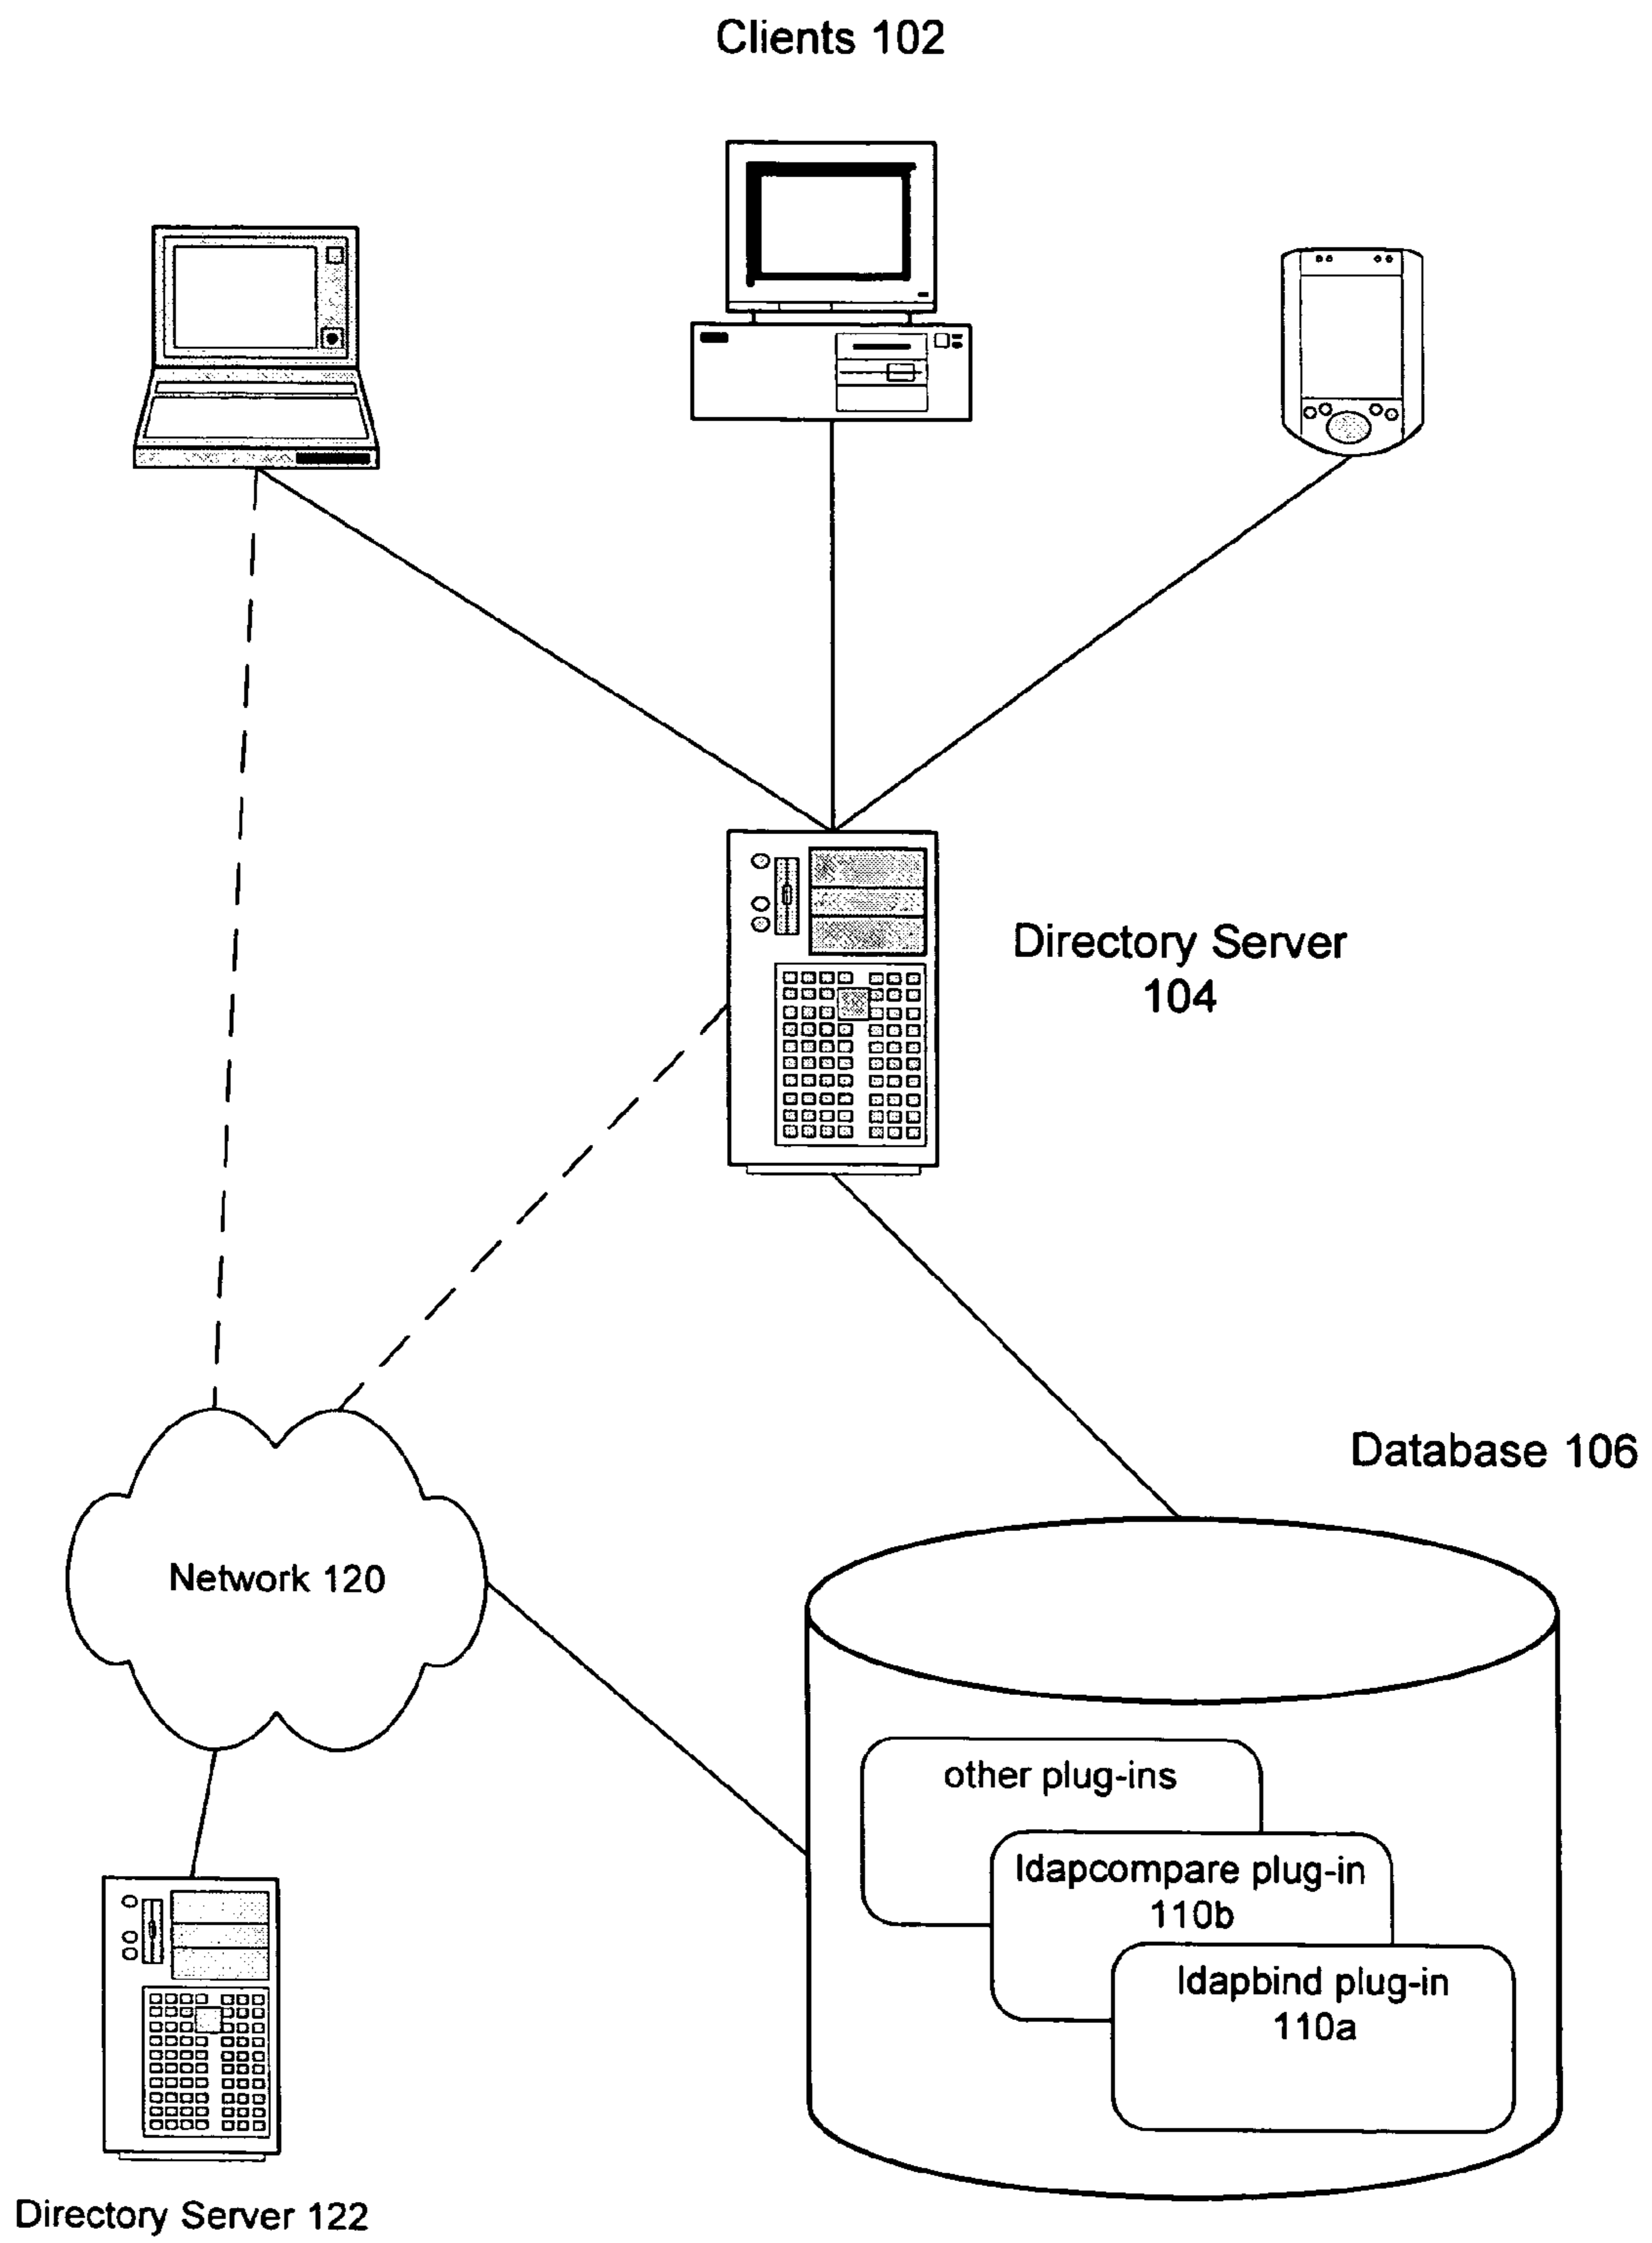 Clients 102
Directory Server
104
Database 106
Network 120
other plug-ins
ldapcompare plug-in
110b
ldapbind plug-in
110a
Directory Server 122